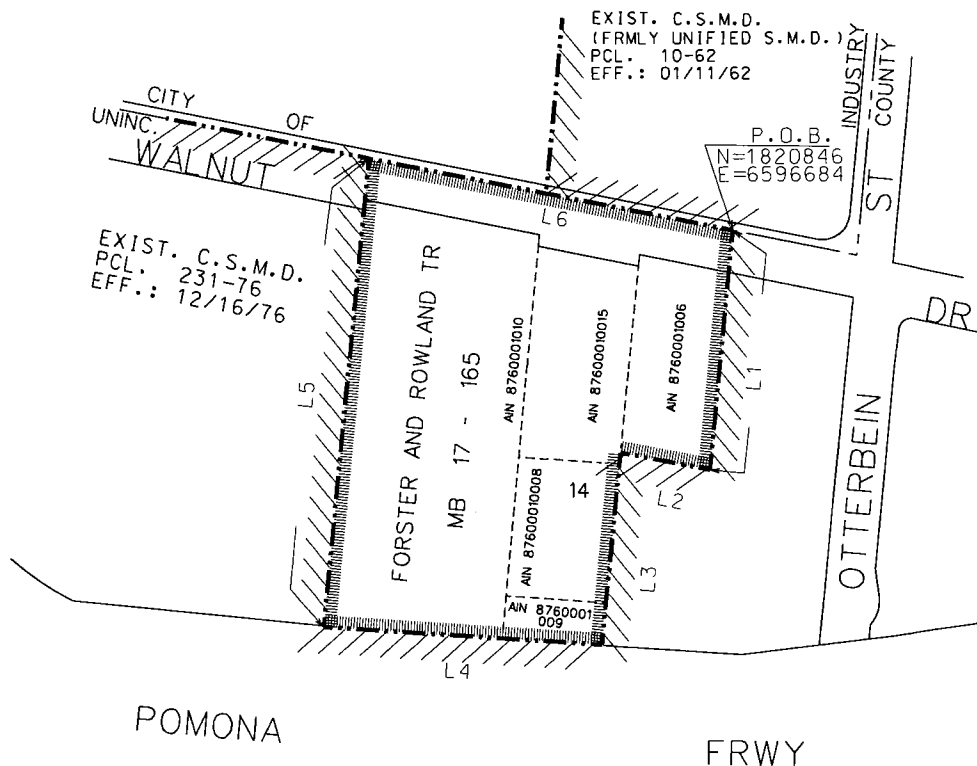 EXIST. C.S.M.D.
(FRMLY UNIFIED S.M.D.)
PCL. 10-62
EFF.: 01/11/62
INDUSTRY
COUNTY
ST
CITY OF
UNINC.
WALNUT
P.O.B.
N=1820846
E=6596684
L6
EXIST. C.S.M.D.
PCL. 231-76
EFF.: 12/16/76
DR
L5
FORSTER AND ROWLAND TR
MB 17 - 165
AIN 8760001010
AIN 87600010015
AIN 8760001006
L1
L2
14
AIN 87600010008
L3
OTTERBEIN
AIN 8760001
009
L4
POMONA
FRWY